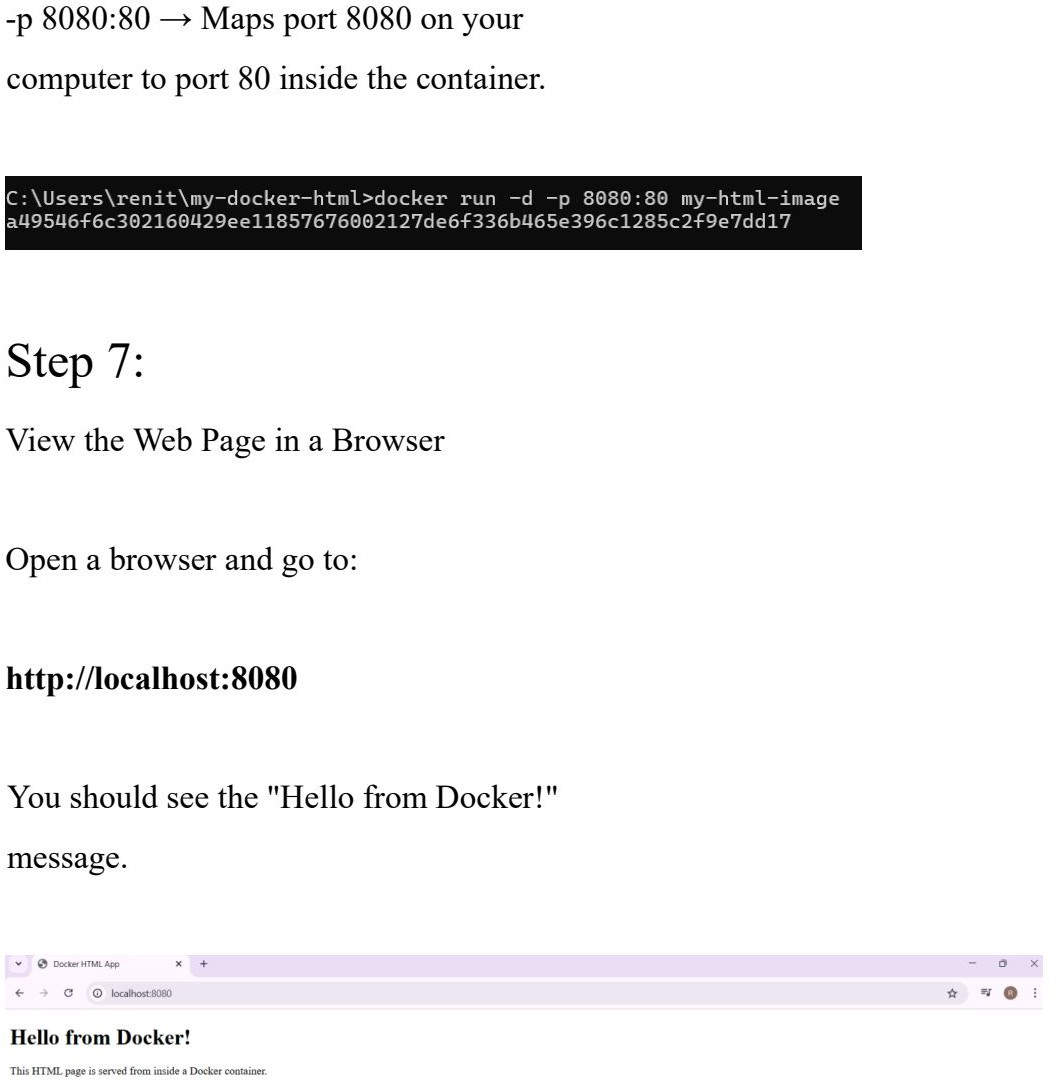 -p 8080:80 → Maps port 8080 on your
computer to port 80 inside the container.
C:\Users\renit\my-docker-html>docker run -d -p 8080:80 my-html-image
a49546f6c302160429ee11857676002127de6f336b465e396c1285c2f9e7dd17
Step 7:
View the Web Page in a Browser
Open a browser and go to:
http://localhost:8080
You should see the "Hello from Docker!"
message.
Docker HTML App
localhost:8080
R
Hello from Docker!
This HTML page is served from inside a Docker container.